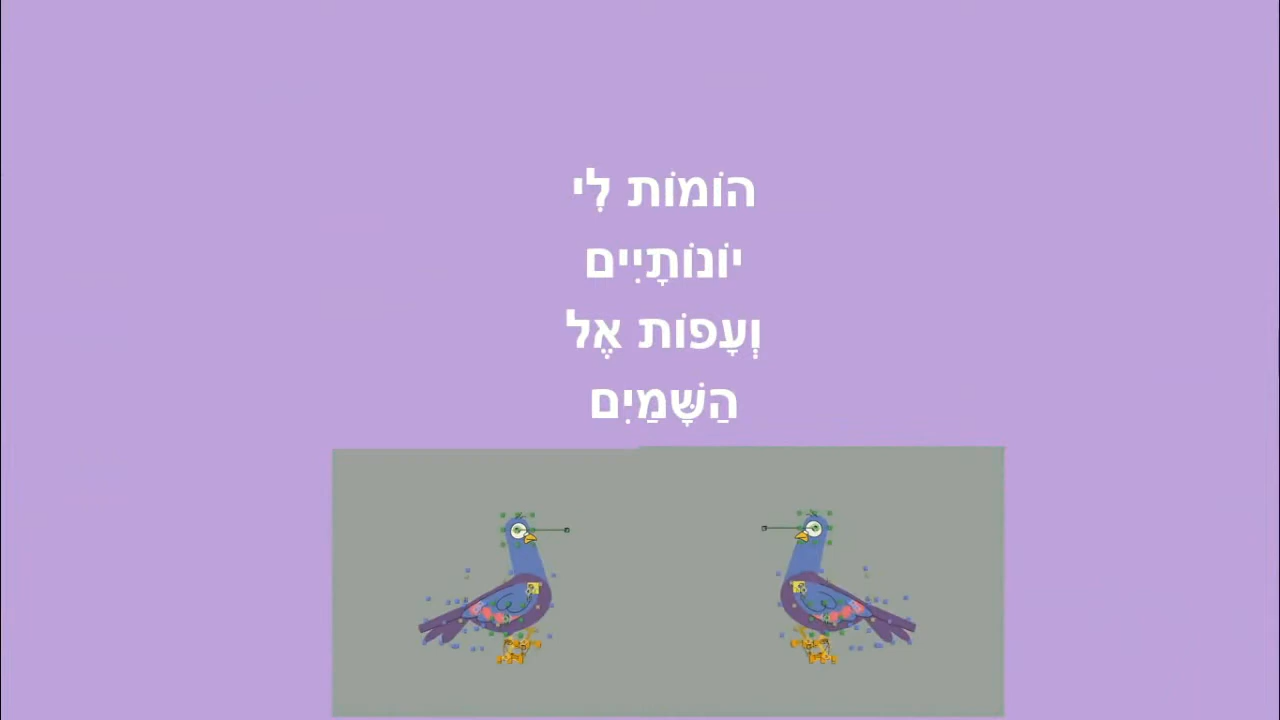 הוֹמוֹת לִי
יוֹנוֹתָיִים
וְעָפוֹת אֶל
הַשָּׁמַיִם